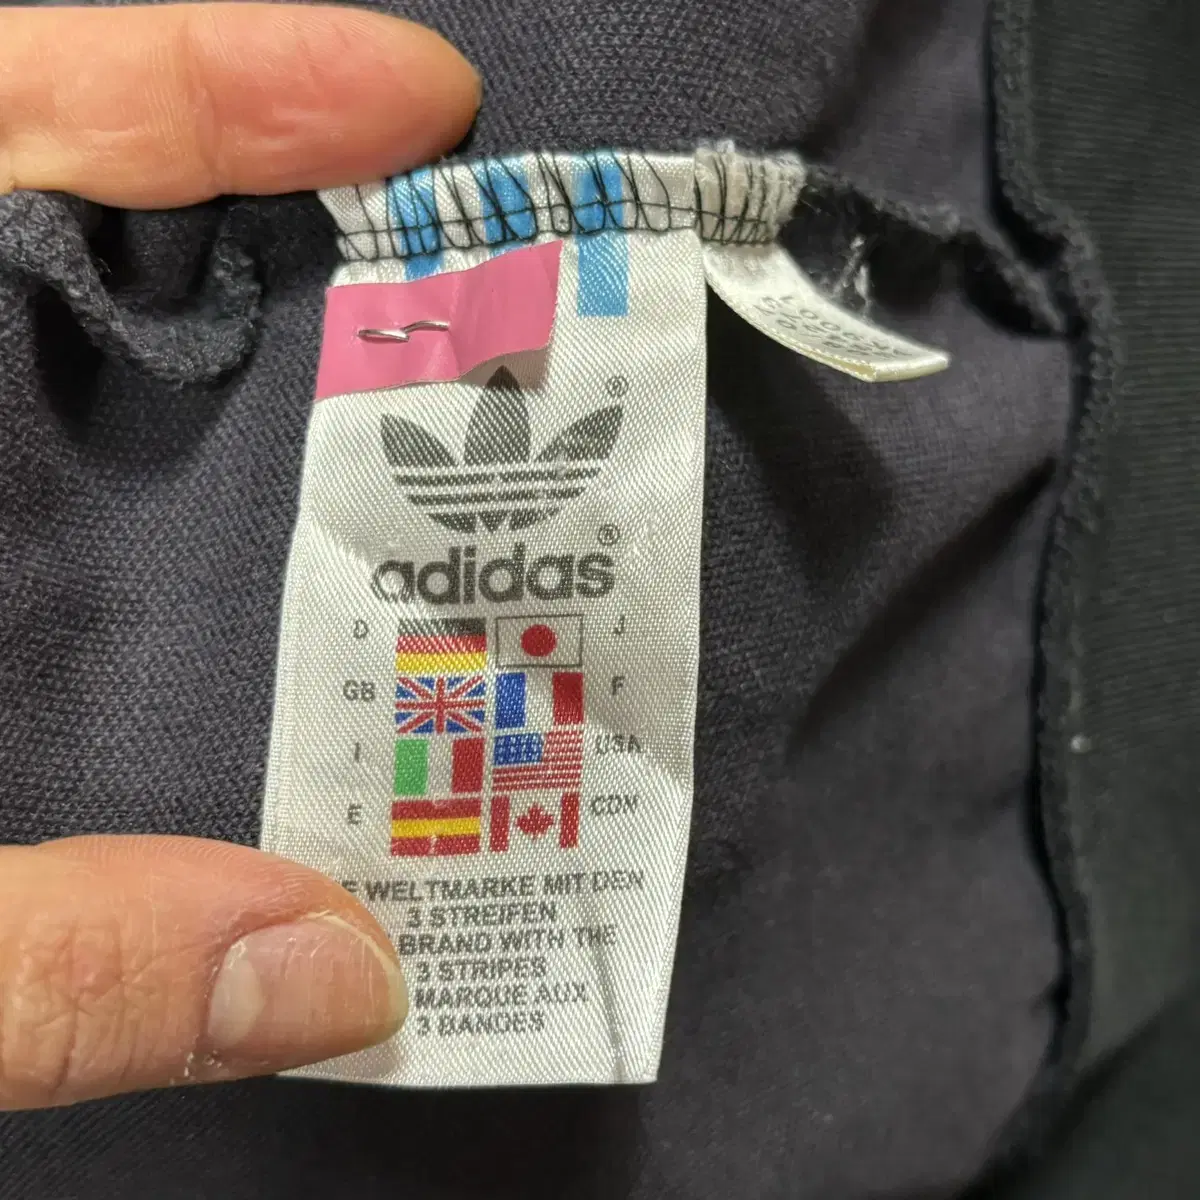 ®
adidas®
D J
GB F
I USA
E CDN
WELTMARKE MIT DEN
3 STREIFEN
BRAND WITH THE
3 STRIPES
MARQUE AUX
3 BANDES